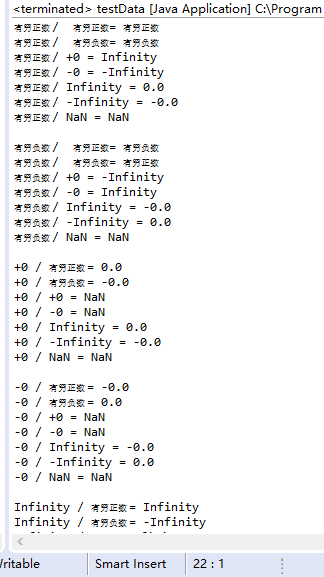 <terminated> testData [Java Application] C:\Program
有穷正数/ 有穷正数= 有穷正数
有穷正数/ 有穷负数= 有穷负数
有穷正数/ +0 = Infinity
有穷正数/ -0 = -Infinity
有穷正数/ Infinity = 0.0
有穷正数/ -Infinity = -0.0
有穷正数/ NaN = NaN
有穷负数/ 有穷正数= 有穷负数
有穷负数/ 有穷负数= 有穷正数
有穷负数/ +0 = -Infinity
有穷负数/ -0 = Infinity
有穷负数/ Infinity = -0.0
有穷负数/ -Infinity = 0.0
有穷负数/ NaN = NaN
+0 / 有穷正数= 0.0
+0 / 有穷负数= -0.0
+0 / +0 = NaN
+0 / -0 = NaN
+0 / Infinity = 0.0
+0 / -Infinity = -0.0
+0 / NaN = NaN
-0 / 有穷正数= -0.0
-0 / 有穷负数= 0.0
-0 / +0 = NaN
-0 / -0 = NaN
-0 / Infinity = -0.0
-0 / -Infinity = 0.0
-0 / NaN = NaN
Infinity / 有穷正数= Infinity
Infinity / 有穷负数= -Infinity
Smart Insert
22 : 1